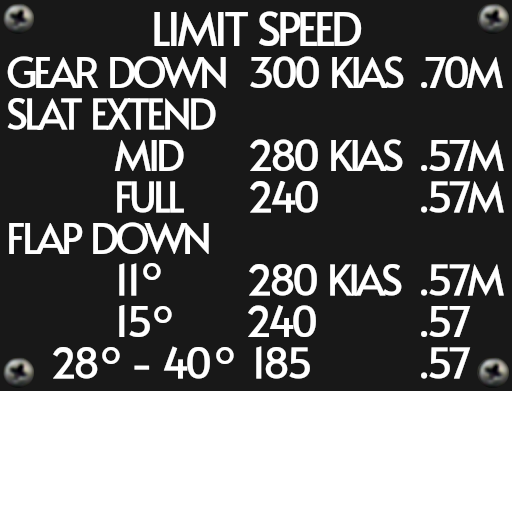 LIMIT SPEED
GEAR DOWN 300 KIAS .70M
SLAT EXTEND
MID 280 KIAS .57M
FULL 240 .57M
FLAP DOWN
11° 280 KIAS .57M
15° 240 .57
28° - 40° 185 .57